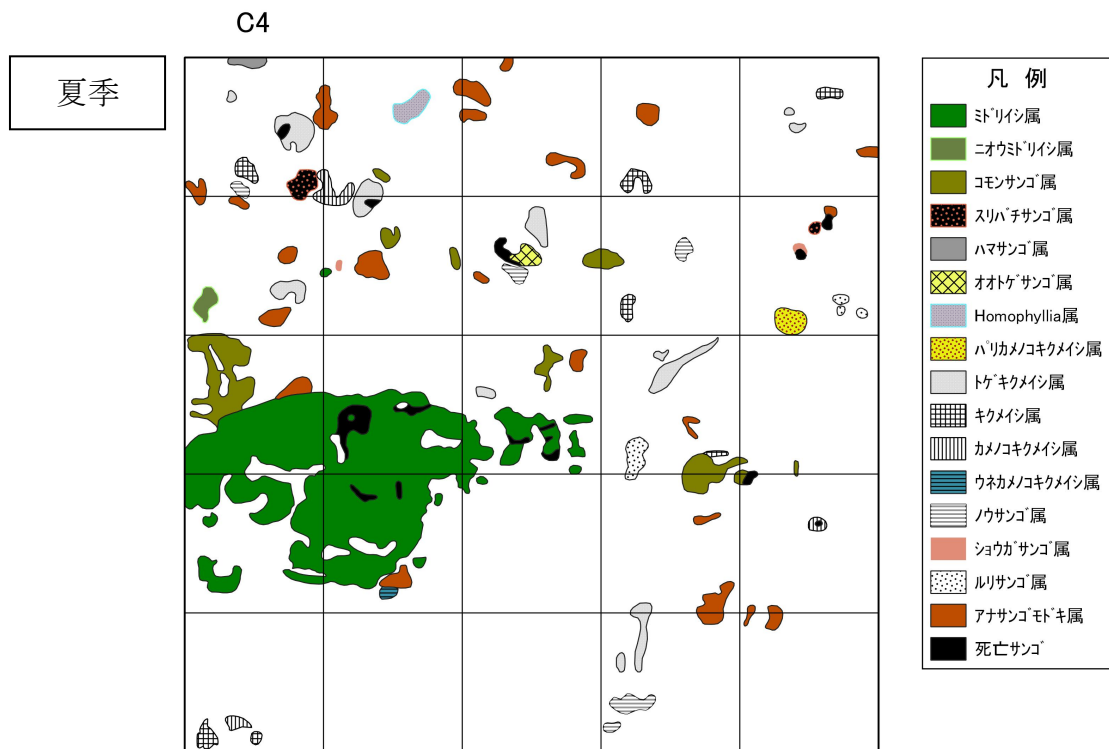 C4
夏季
凡 例
ミドリイシ属
ニオウミドリイシ属
コモンサンゴ属
スリバチサンゴ属
ハマサンゴ属
オオトゲサンゴ属
Homophyllia属
パリカメノコキクメイシ属
トゲキクメイシ属
キクメイシ属
カメノコキクメイシ属
ウネカメノコキクメイシ属
ノウサンゴ属
ショウガサンゴ属
ルリサンゴ属
アナサンゴモドキ属
死亡サンゴ